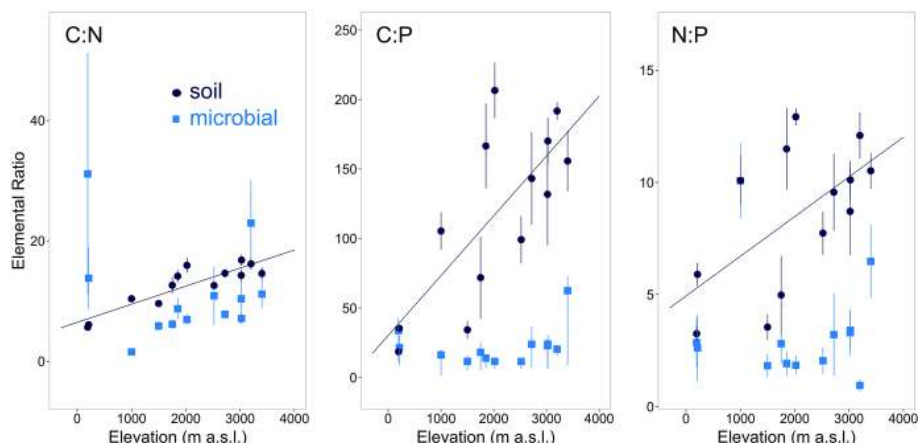 C:N
soil
microbial
Elemental Ratio
40
20
0
0 1000 2000 3000 4000
Elevation (m a.s.l.)
C:P
250
200
150
100
50
0
0 1000 2000 3000 4000
Elevation (m a.s.l.)
N:P
15
10
5
0
0 1000 2000 3000 4000
Elevation (m a.s.l.)